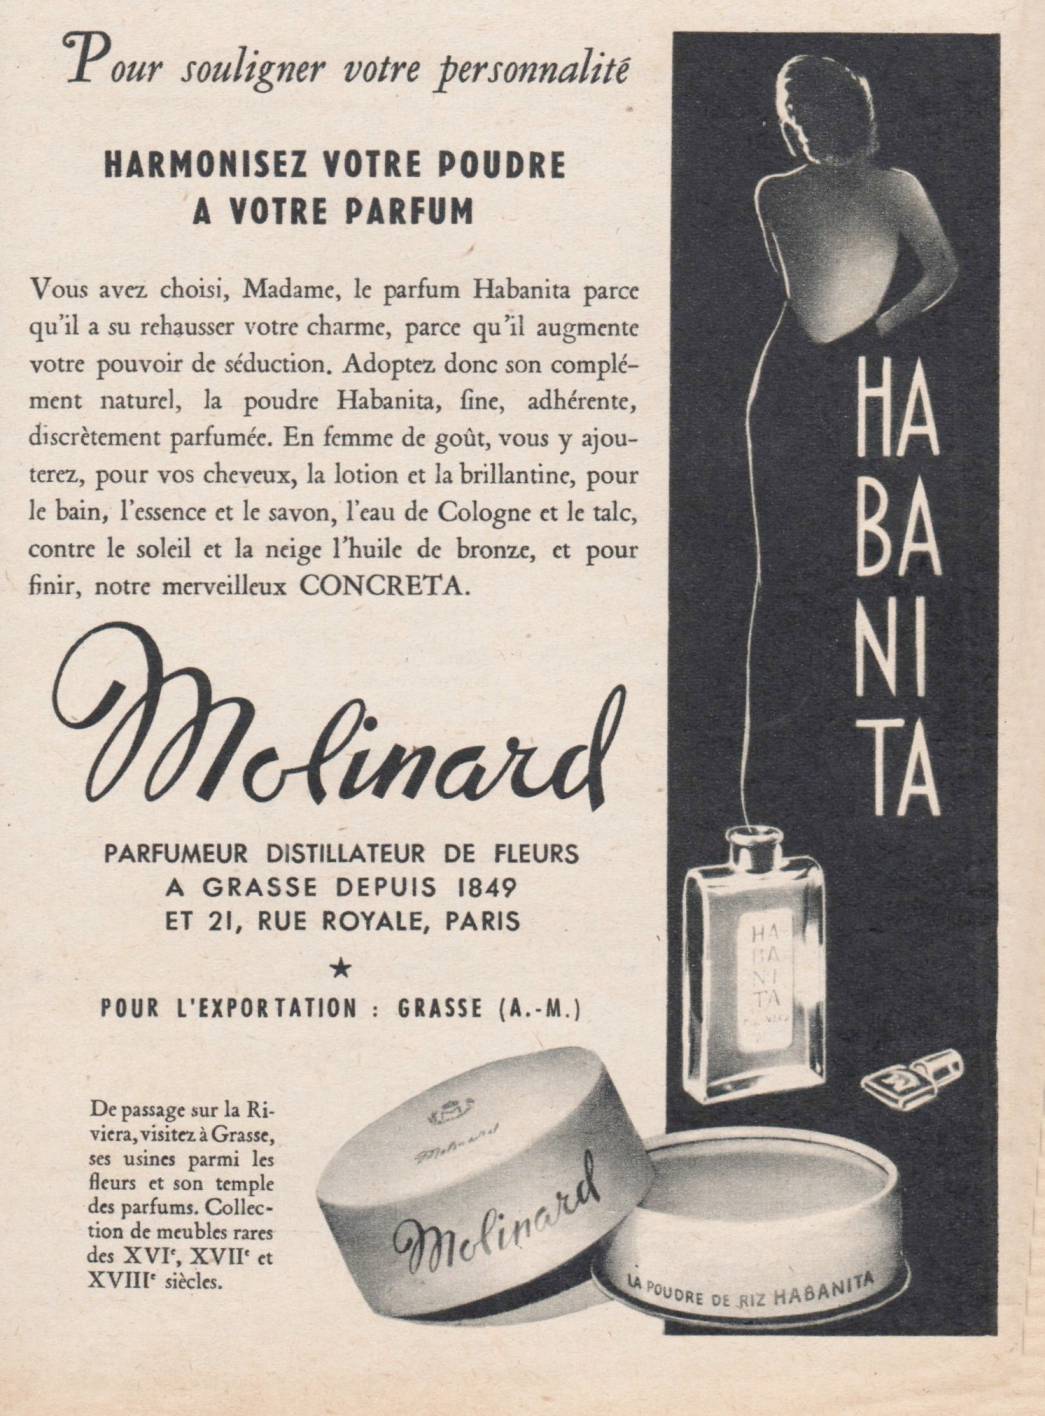 Pour souligner votre personnalité
HARMONISEZ VOTRE POUDRE
A VOTRE PARFUM
Vous avez choisi, Madame, le parfum Habanita parce
qu'il a su rehausser votre charme, parce qu'il augmente
votre pouvoir de séduction. Adoptez donc son complé-
ment naturel, la poudre Habanita, fine, adhérente,
discrètement parfumée. En femme de goût, vous y ajou-
terez, pour vos cheveux, la lotion et la brillantine, pour
le bain, l'essence et le savon, l'eau de Cologne et le talc,
contre le soleil et la neige l'huile de bronze, et pour
finir, notre merveilleux CONCRETA.
Molinard
PARFUMEUR DISTILLATEUR DE FLEURS
A GRASSE DEPUIS 1849
ET 21, RUE ROYALE, PARIS
★
POUR L'EXPORTATION : GRASSE (A.-M.)
De passage sur la Ri-
viera, visitez à Grasse,
ses usines parmi les
fleurs et son temple
des parfums. Collec-
tion de meubles rares
des XVIᵉ, XVIIᵉ et
XVIIIᵉ siècles.
HA
BA
NI
TA
HA
BA
NI
TA
Molinard
Molinard
LA POUDRE DE RIZ HABANITA